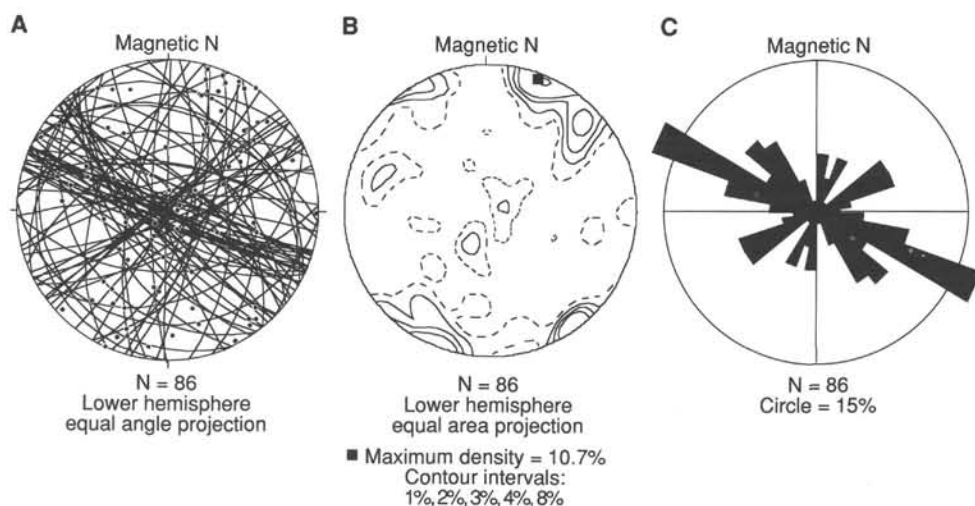 A
Magnetic N
N = 86
Lower hemisphere
equal angle projection
B
Magnetic N
N = 86
Lower hemisphere
equal area projection
■ Maximum density = 10.7%
Contour intervals:
1%, 2%, 3%, 4%, 8%
C
Magnetic N
N = 86
Circle = 15%